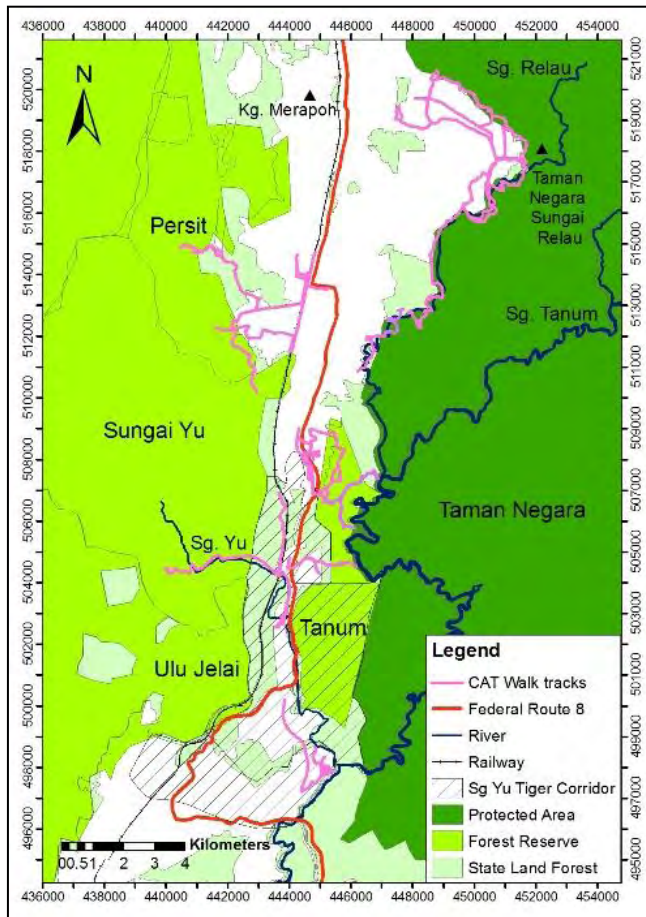 436000 438000 440000 442000 444000 446000 448000 450000 452000 454000
521000
Sg. Relau
N
520000
Kg. Merapoh
519000
518000
Taman
Negara
Sungai
Relau
517000
516000
Persit
515000
514000
Sg. Tanum
513000
512000
511000
510000
Sungai Yu
509000
508000
Taman Negara
507000
506000
Sg. Yu
505000
504000
503000
Tanum
502000
Ulu Jelai
501000
500000
499000
498000
497000
496000
495000
Legend
CAT Walk tracks
Federal Route 8
River
Railway
Sg Yu Tiger Corridor
Protected Area
Forest Reserve
State Land Forest
Kilometers
00.51 2 3 4
436000 438000 440000 442000 444000 446000 448000 450000 452000 454000